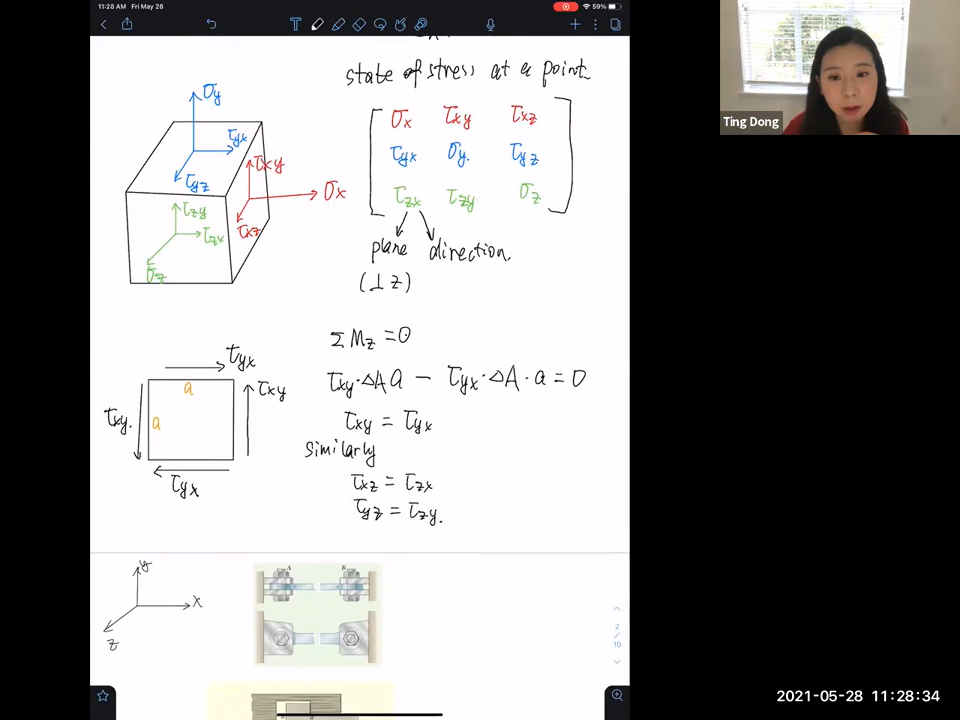 11:28 AM Fri May 28
59%
state of stress at a point.
σy
τyx
τyz
τxy
σx
τxz
τzy
τzx
σz
σx τxy τxz
τyx σy τyz
τzx τzy σz
plane direction
(⊥ z)
ΣMz = 0
τxy·ΔA a − τyx·ΔA·a = 0
τxy = τyx
Similarly
τxz = τzx
τyz = τzy.
τyx
a
τxy
τxy.
a
τyx
y
x
z
A
B
2
/
10
Ting Dong
2021-05-28 11:28:34